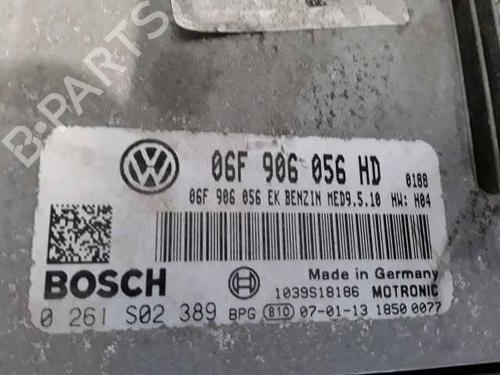 B-PARTS
06F 906 056 HD 0188
06F 906 056 EK BENZIN MED9.5.10 HW: H04
BOSCH
Made in Germany
1039S18186 MOTRONIC
0 261 S02 389 BPG 810 07-01-13 1850 0077